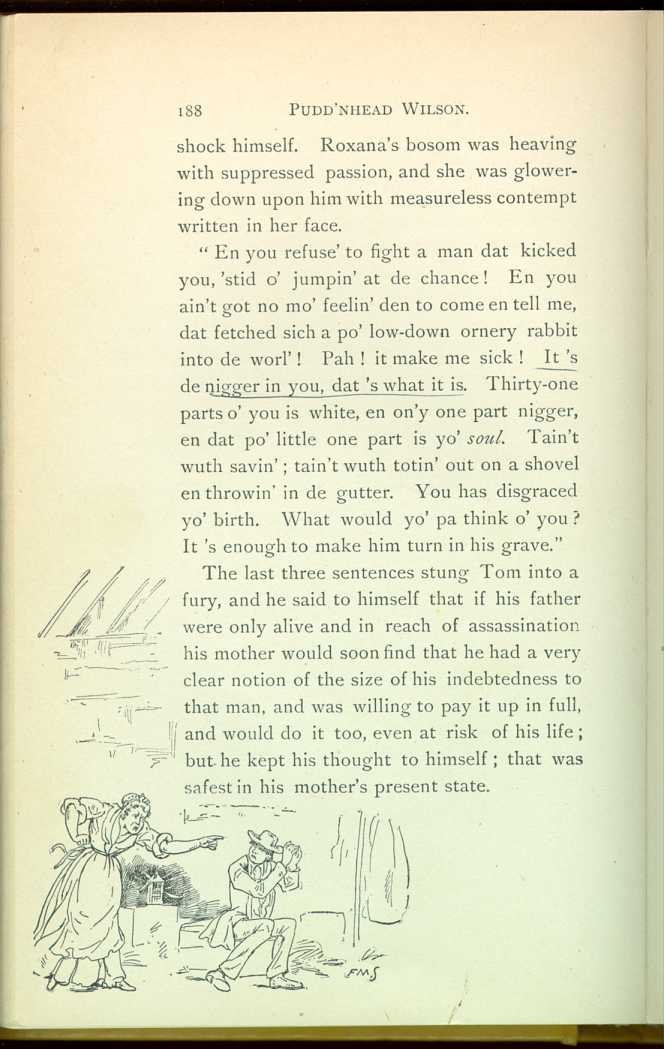 188 PUDD'NHEAD WILSON.
shock himself. Roxana's bosom was heaving
with suppressed passion, and she was glower-
ing down upon him with measureless contempt
written in her face.
“ En you refuse' to fight a man dat kicked
you, 'stid o' jumpin' at de chance! En you
ain't got no mo' feelin' den to come en tell me,
dat fetched sich a po' low-down ornery rabbit
into de worl'! Pah! it make me sick! It 's
de nigger in you, dat 's what it is. Thirty-one
parts o' you is white, en on'y one part nigger,
en dat po' little one part is yo' soul. Tain't
wuth savin'; tain't wuth totin' out on a shovel
en throwin' in de gutter. You has disgraced
yo' birth. What would yo' pa think o' you?
It 's enough to make him turn in his grave.”
The last three sentences stung Tom into a
fury, and he said to himself that if his father
were only alive and in reach of assassination
his mother would soon find that he had a very
clear notion of the size of his indebtedness to
that man, and was willing to pay it up in full,
and would do it too, even at risk of his life;
but he kept his thought to himself; that was
safest in his mother's present state.
FMS